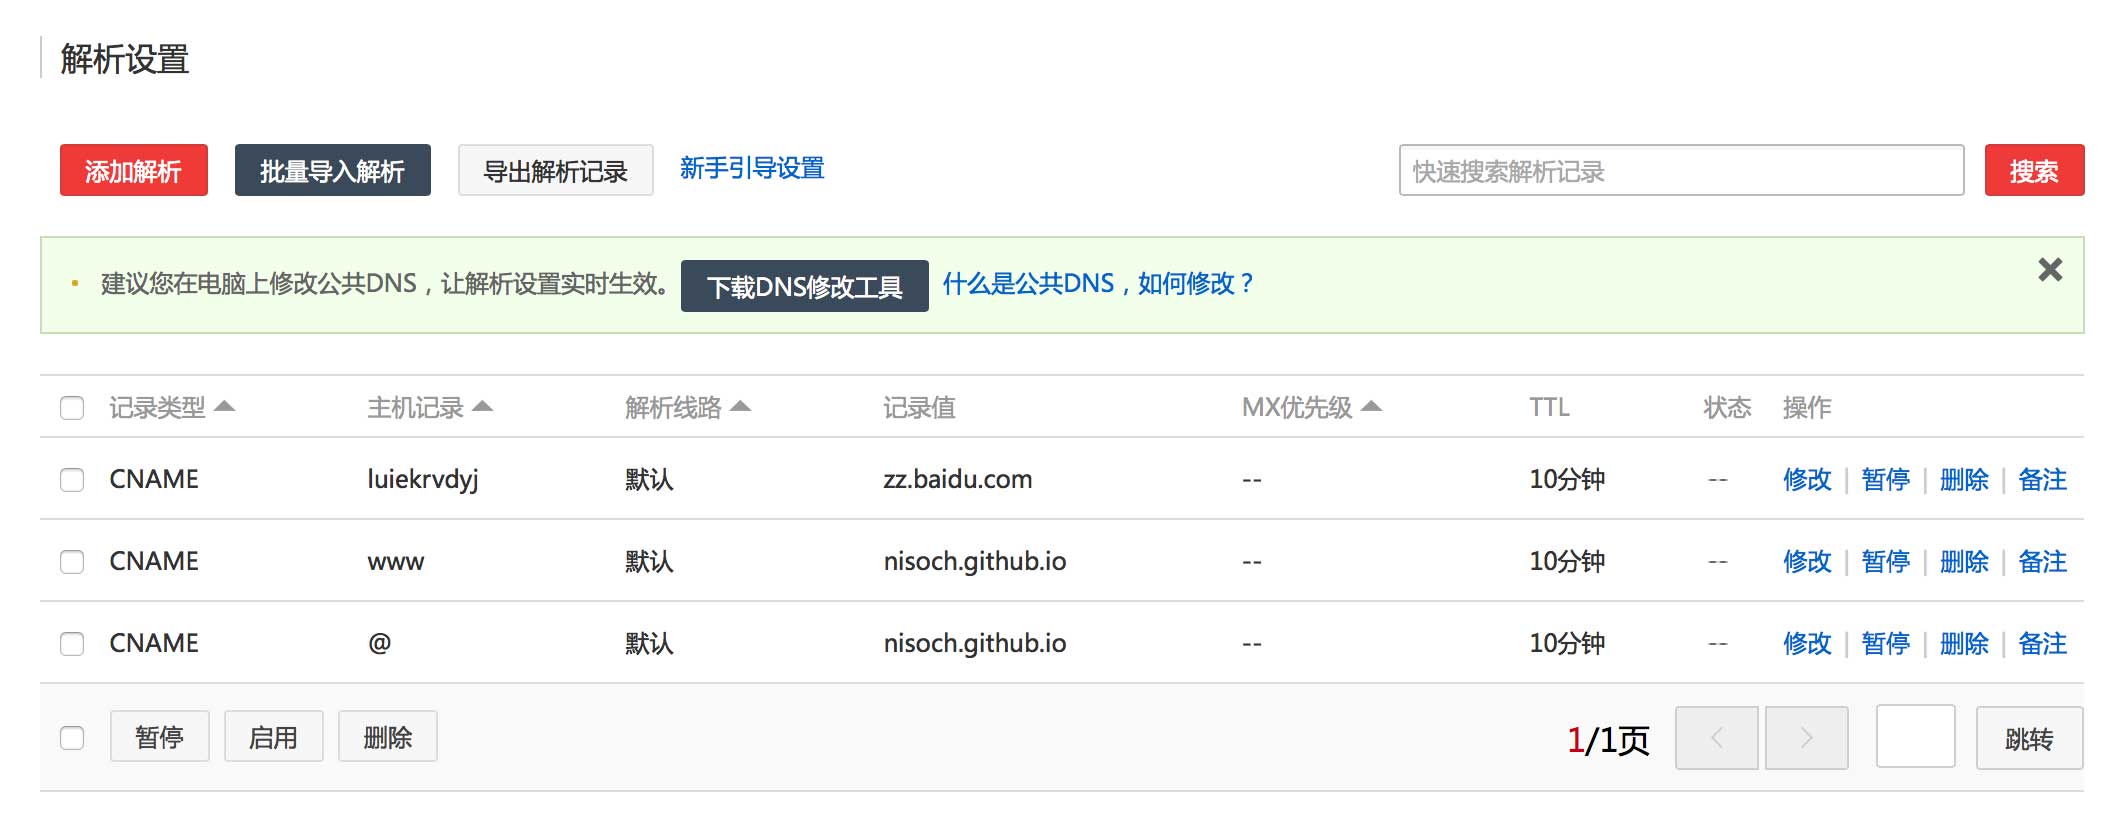 解析设置
添加解析 批量导入解析 导出解析记录 新手引导设置 快速搜索解析记录 搜索
建议您在电脑上修改公共DNS，让解析设置实时生效。 下载DNS修改工具 什么是公共DNS，如何修改？
记录类型 主机记录 解析线路 记录值 MX优先级 TTL 状态 操作
CNAME luiekrvdyj 默认 zz.baidu.com -- 10分钟 -- 修改 | 暂停 | 删除 | 备注
CNAME www 默认 nisoch.github.io -- 10分钟 -- 修改 | 暂停 | 删除 | 备注
CNAME @ 默认 nisoch.github.io -- 10分钟 -- 修改 | 暂停 | 删除 | 备注
暂停 启用 删除 1/1页 跳转